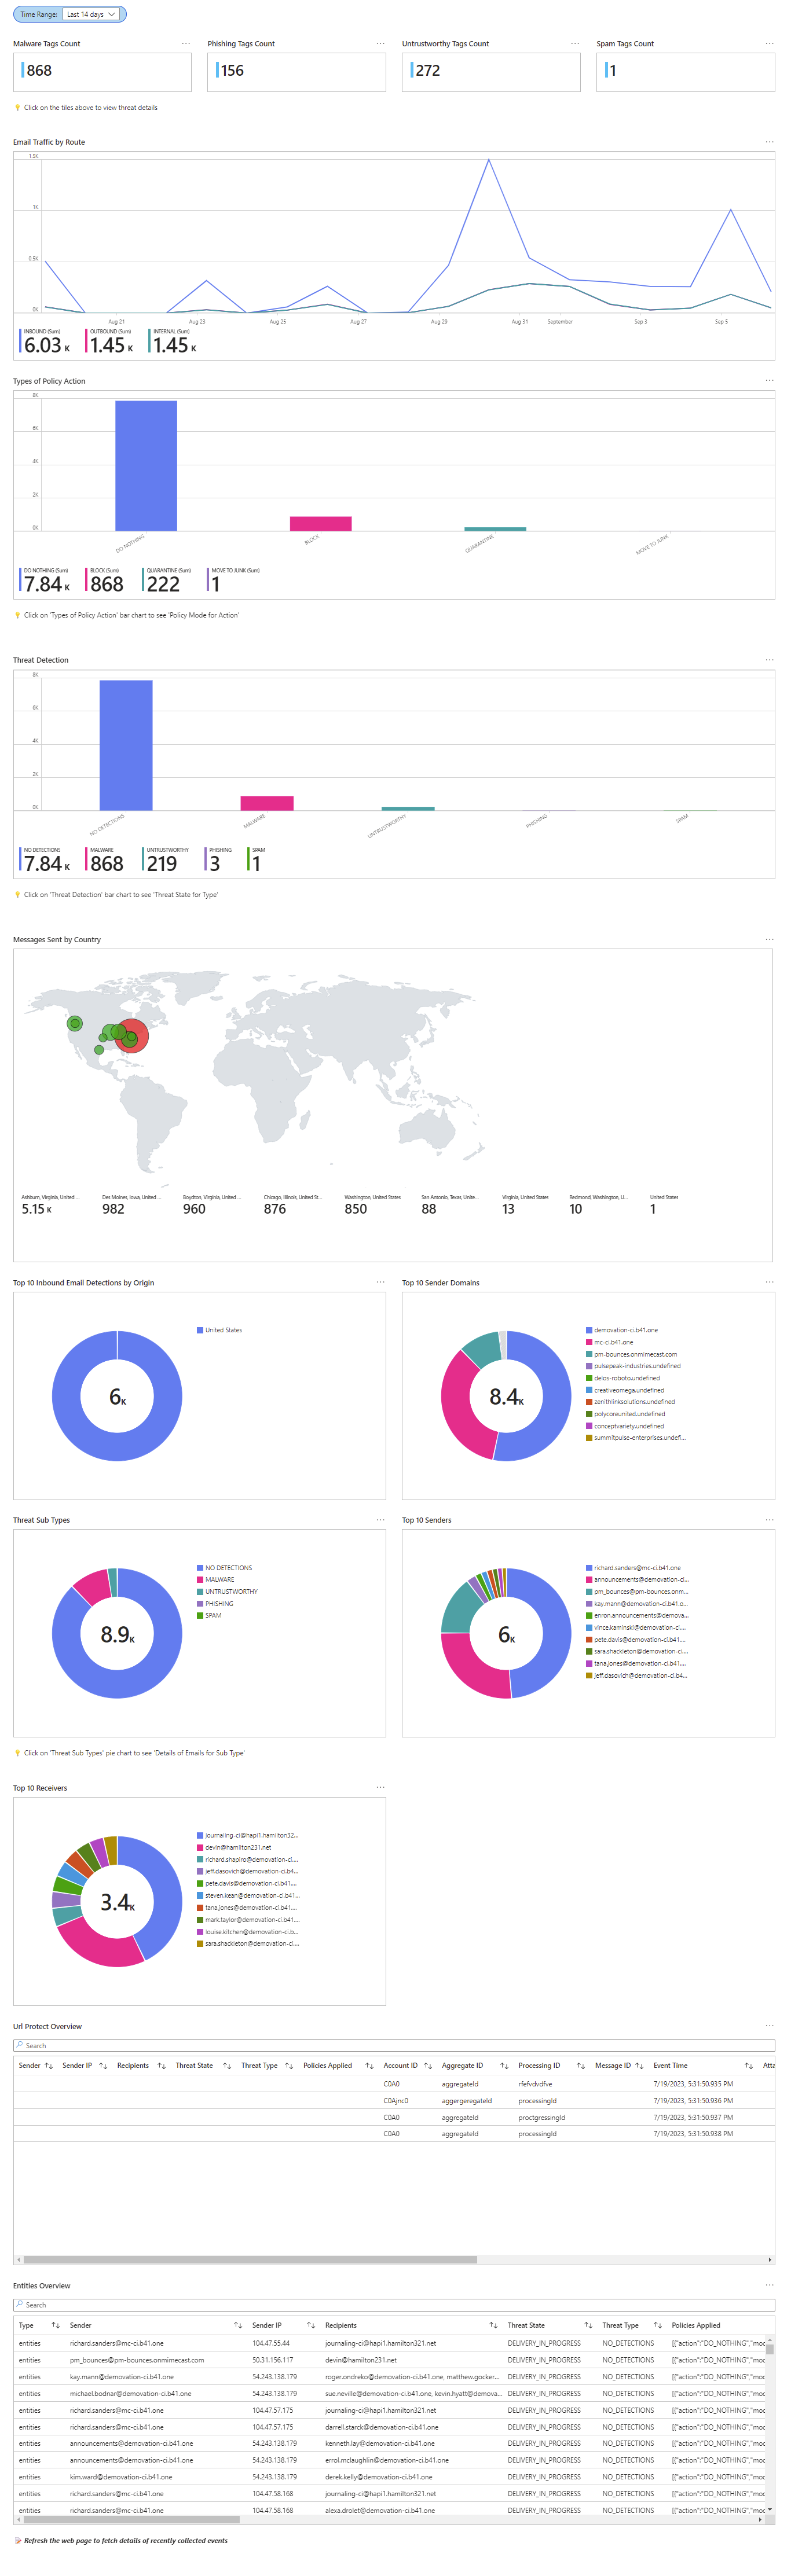 Time Range: Last 14 days
Malware Tags Count
Phishing Tags Count
Untrustworthy Tags Count
Spam Tags Count
868
156
272
1
Click on the tiles above to view threat details
Email Traffic by Route
1.5K
1K
0.5K
0K
Aug 21 Aug 23 Aug 25 Aug 27 Aug 29 Aug 31 September Sep 3 Sep 5
INBOUND (Sum) OUTBOUND (Sum) INTERNAL (Sum)
6.03 K 1.45 K 1.45 K
Types of Policy Action
8K
6K
4K
2K
0K
DO NOTHING BLOCK QUARANTINE MOVE TO JUNK
DO NOTHING (Sum) BLOCK (Sum) QUARANTINE (Sum) MOVE TO JUNK (Sum)
7.84 K 868 222 1
Click on 'Types of Policy Action' bar chart to see 'Policy Mode for Action'
Threat Detection
8K
6K
4K
2K
0K
NO DETECTIONS MALWARE UNTRUSTWORTHY PHISHING SPAM
NO DETECTIONS MALWARE UNTRUSTWORTHY PHISHING SPAM
7.84 K 868 219 3 1
Click on 'Threat Detection' bar chart to see 'Threat State for Type'
Messages Sent by Country
Ashburn, Virginia, United ... Des Moines, Iowa, United ... Boydton, Virginia, United ... Chicago, Illinois, United St... Washington, United States San Antonio, Texas, Unite... Virginia, United States Redmond, Washington, U... United States
5.15 K 982 960 876 850 88 13 10 1
Top 10 Inbound Email Detections by Origin
United States
6K
Top 10 Sender Domains
demovation-ci.b41.one
mc-ci.b41.one
pm-bounces.onmimecast.com
pulsepeak-industries.undefined
delos-roboto.undefined
creativeomega.undefined
zenithlinksolutions.undefined
polycoreunited.undefined
conceptvariety.undefined
summitpulse-enterprises.undefi...
8.4K
Threat Sub Types
NO DETECTIONS
MALWARE
UNTRUSTWORTHY
PHISHING
SPAM
8.9K
Top 10 Senders
richard.sanders@mc-ci.b41.one
announcements@demovation-ci...
pm_bounces@pm-bounces.onm...
kay.mann@demovation-ci.b41.o...
enron.announcements@demova...
vince.kaminski@demovation-ci....
pete.davis@demovation-ci.b41....
sara.shackleton@demovation-ci...
tana.jones@demovation-ci.b41....
jeff.dasovich@demovation-ci.b4...
6K
Click on 'Threat Sub Types' pie chart to see 'Details of Emails for Sub Type'
Top 10 Receivers
journaling-ci@hapi1.hamilton32...
devin@hamilton231.net
richard.shapiro@demovation-ci....
jeff.dasovich@demovation-ci.b4...
pete.davis@demovation-ci.b41....
steven.kean@demovation-ci.b41...
tana.jones@demovation-ci.b41....
mark.taylor@demovation-ci.b41....
louise.kitchen@demovation-ci.b...
sara.shackleton@demovation-ci....
3.4K
Url Protect Overview
Search
Sender Sender IP Recipients Threat State Threat Type Policies Applied Account ID Aggregate ID Processing ID Message ID Event Time Atta
C0A0 aggregateId rfefvdvdfve 7/19/2023, 5:31:50.935 PM
C0Ajnc0 aggergeregateId processingId 7/19/2023, 5:31:50.936 PM
C0A0 aggregateId proctgressingId 7/19/2023, 5:31:50.937 PM
C0A0 aggregateId processingId 7/19/2023, 5:31:50.938 PM
Entities Overview
Search
Type Sender Sender IP Recipients Threat State Threat Type Policies Applied
entities richard.sanders@mc-ci.b41.one 104.47.55.44 journaling-ci@hapi1.hamilton321.net DELIVERY_IN_PROGRESS NO_DETECTIONS [{"action":"DO_NOTHING","moc
entities pm_bounces@pm-bounces.onmimecast.com 50.31.156.117 devin@hamilton231.net DELIVERY_IN_PROGRESS NO_DETECTIONS [{"action":"DO_NOTHING","moc
entities kay.mann@demovation-ci.b41.one 54.243.138.179 roger.ondreko@demovation-ci.b41.one, matthew.gocker... DELIVERY_IN_PROGRESS NO_DETECTIONS [{"action":"DO_NOTHING","moc
entities michael.bodnar@demovation-ci.b41.one 54.243.138.179 sue.neville@demovation-ci.b41.one, kevin.hyatt@demova... DELIVERY_IN_PROGRESS NO_DETECTIONS [{"action":"DO_NOTHING","moc
entities richard.sanders@mc-ci.b41.one 104.47.57.175 journaling-ci@hapi1.hamilton321.net DELIVERY_IN_PROGRESS NO_DETECTIONS [{"action":"DO_NOTHING","moc
entities richard.sanders@mc-ci.b41.one 104.47.57.175 darrell.starck@demovation-ci.b41.one DELIVERY_IN_PROGRESS NO_DETECTIONS [{"action":"DO_NOTHING","moc
entities announcements@demovation-ci.b41.one 54.243.138.179 kenneth.lay@demovation-ci.b41.one DELIVERY_IN_PROGRESS NO_DETECTIONS [{"action":"DO_NOTHING","moc
entities announcements@demovation-ci.b41.one 54.243.138.179 errol.mclaughlin@demovation-ci.b41.one DELIVERY_IN_PROGRESS NO_DETECTIONS [{"action":"DO_NOTHING","moc
entities kim.ward@demovation-ci.b41.one 54.243.138.179 derek.kelly@demovation-ci.b41.one DELIVERY_IN_PROGRESS NO_DETECTIONS [{"action":"DO_NOTHING","moc
entities richard.sanders@mc-ci.b41.one 104.47.58.168 journaling-ci@hapi1.hamilton321.net DELIVERY_IN_PROGRESS NO_DETECTIONS [{"action":"DO_NOTHING","moc
entities richard.sanders@mc-ci.b41.one 104.47.58.168 alexa.drolet@demovation-ci.b41.one DELIVERY_IN_PROGRESS NO_DETECTIONS [{"action":"DO_NOTHING","moc
Refresh the web page to fetch details of recently collected events